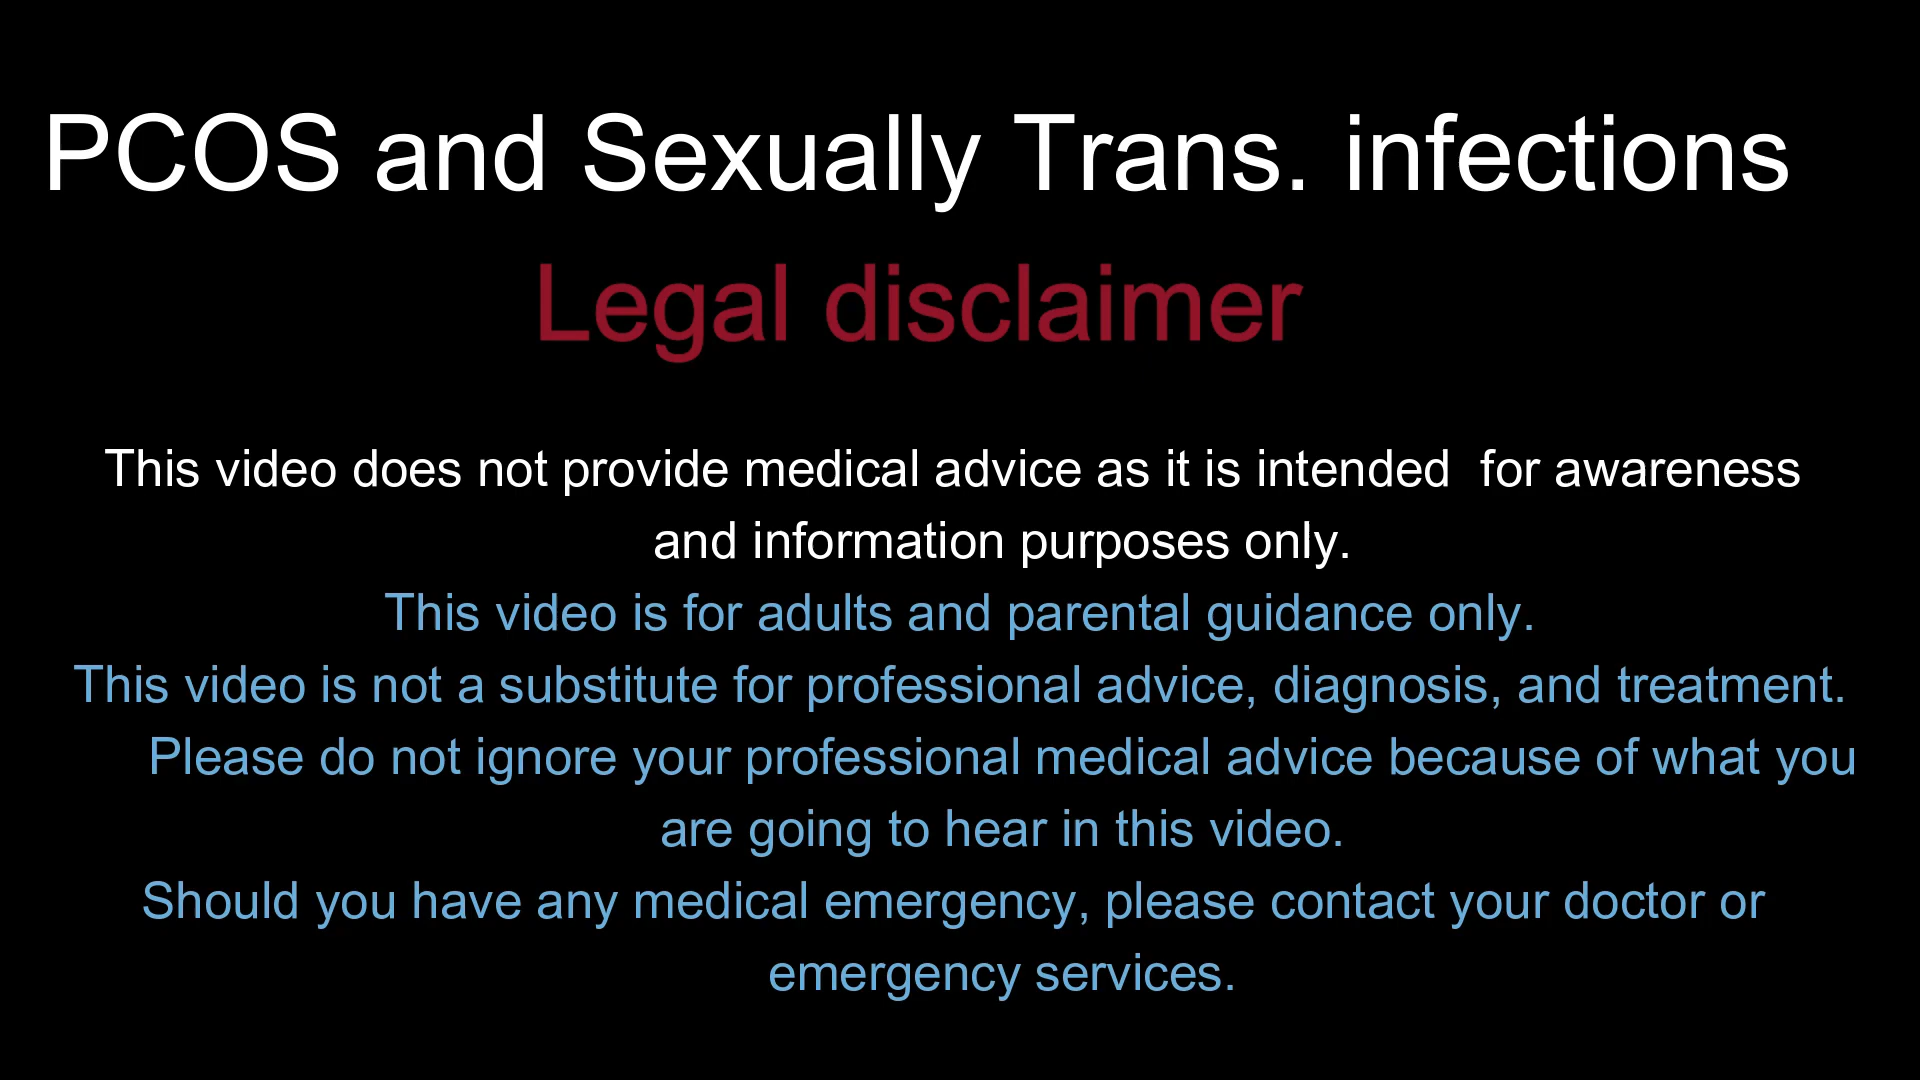 PCOS and Sexually Trans. infections
Legal disclaimer
This video does not provide medical advice as it is intended  for awareness
and information purposes only.
This video is for adults and parental guidance only.
This video is not a substitute for professional advice, diagnosis, and treatment.
Please do not ignore your professional medical advice because of what you
are going to hear in this video.
Should you have any medical emergency, please contact your doctor or
emergency services.